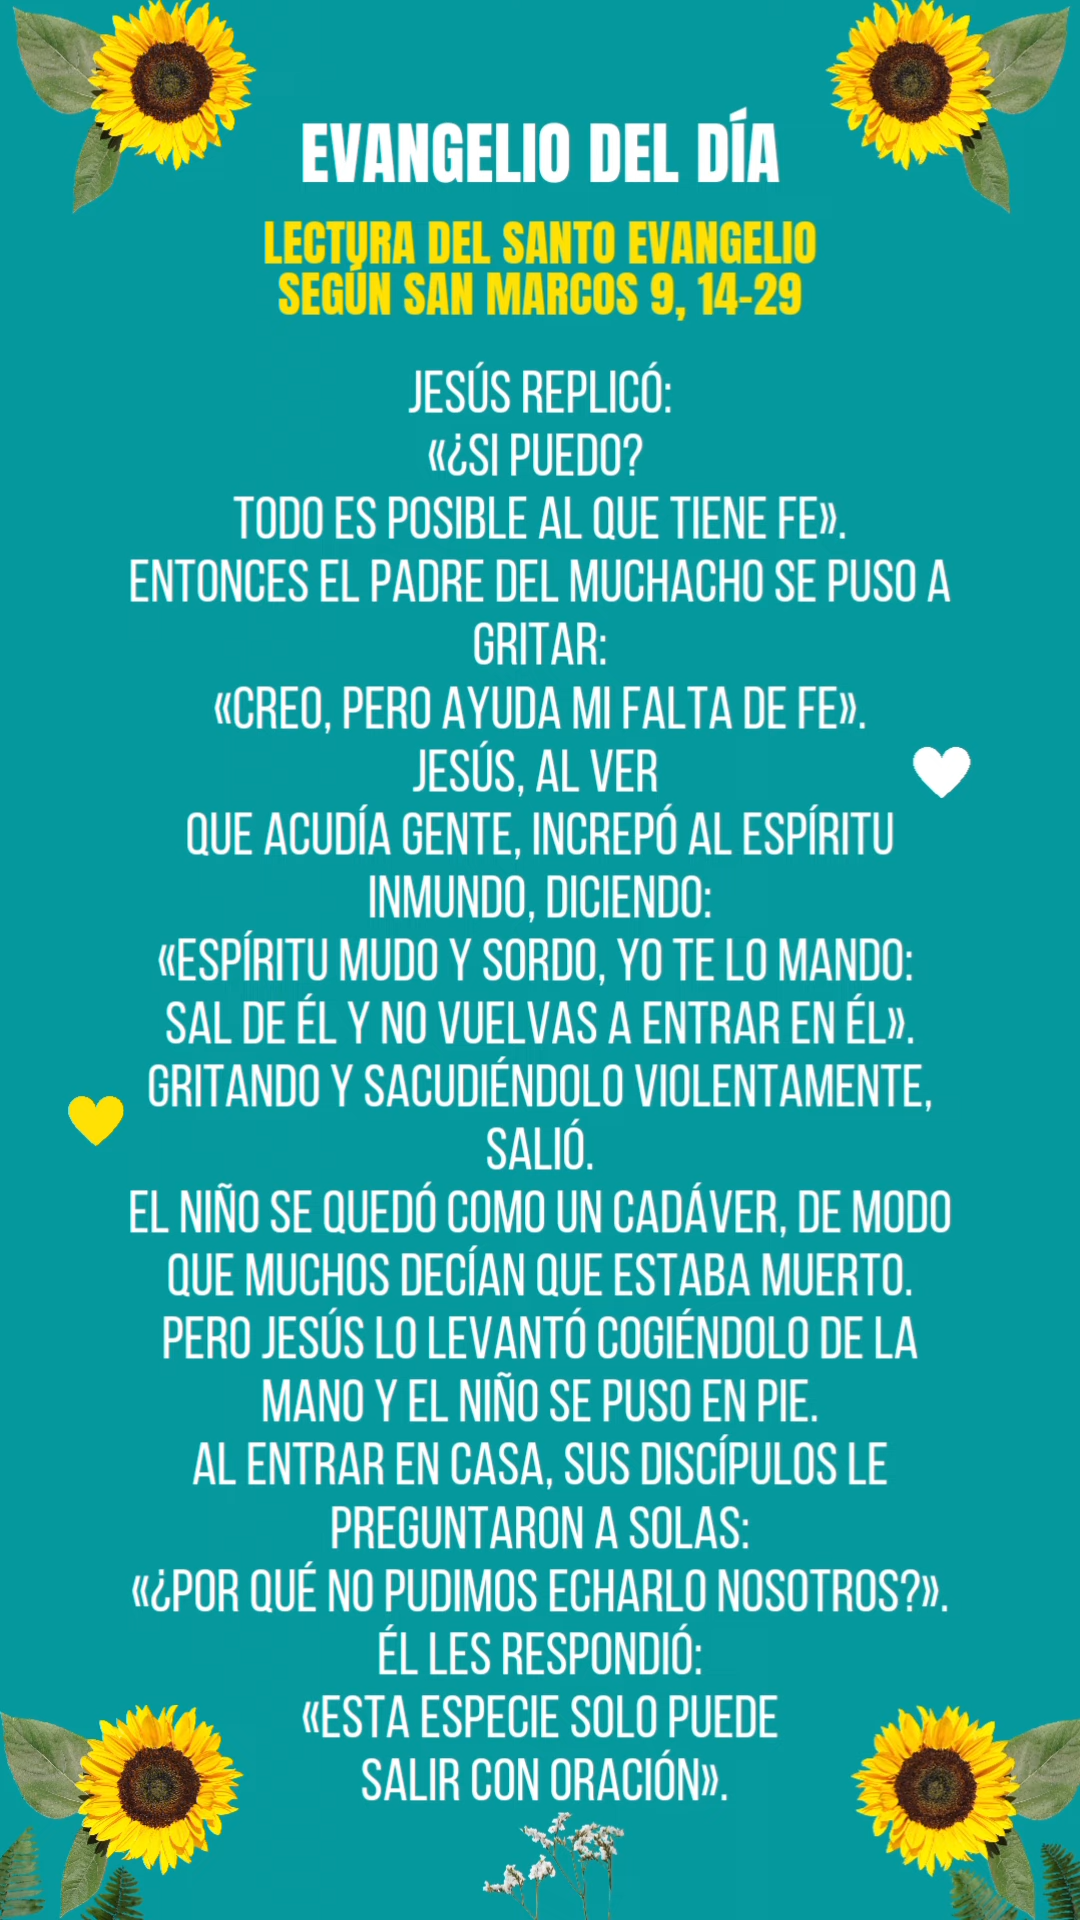 EVANGELIO DEL DÍA
LECTURA DEL SANTO EVANGELIO
SEGÚN SAN MARCOS 9, 14-29
JESÚS REPLICÓ:
«¿SI PUEDO?
TODO ES POSIBLE AL QUE TIENE FE».
ENTONCES EL PADRE DEL MUCHACHO SE PUSO A
GRITAR:
«CREO, PERO AYUDA MI FALTA DE FE».
JESÚS, AL VER
QUE ACUDÍA GENTE, INCREPÓ AL ESPÍRITU
INMUNDO, DICIENDO:
«ESPÍRITU MUDO Y SORDO, YO TE LO MANDO:
SAL DE ÉL Y NO VUELVAS A ENTRAR EN ÉL».
GRITANDO Y SACUDIÉNDOLO VIOLENTAMENTE,
SALIÓ.
EL NIÑO SE QUEDÓ COMO UN CADÁVER, DE MODO
QUE MUCHOS DECÍAN QUE ESTABA MUERTO.
PERO JESÚS LO LEVANTÓ COGIÉNDOLO DE LA
MANO Y EL NIÑO SE PUSO EN PIE.
AL ENTRAR EN CASA, SUS DISCÍPULOS LE
PREGUNTARON A SOLAS:
«¿POR QUÉ NO PUDIMOS ECHARLO NOSOTROS?».
ÉL LES RESPONDIÓ:
«ESTA ESPECIE SOLO PUEDE
SALIR CON ORACIÓN».